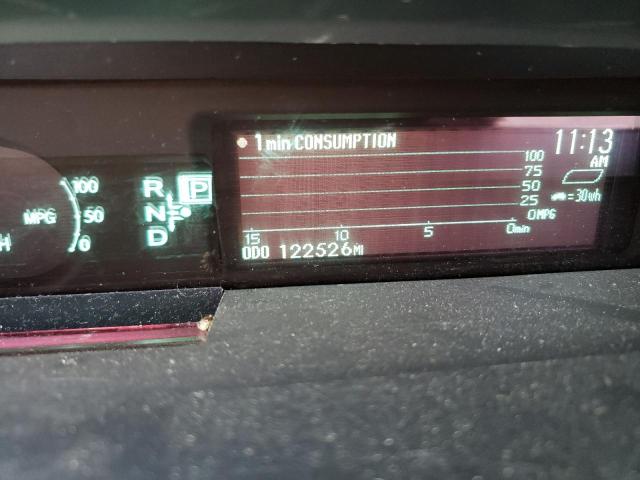 1min CONSUMPTION
11:13
AM
100
75
50
25
0MPG
=30wh
15 10 5 0min
ODO 122526MI
100
MPG 50
0
H
R P
N
D